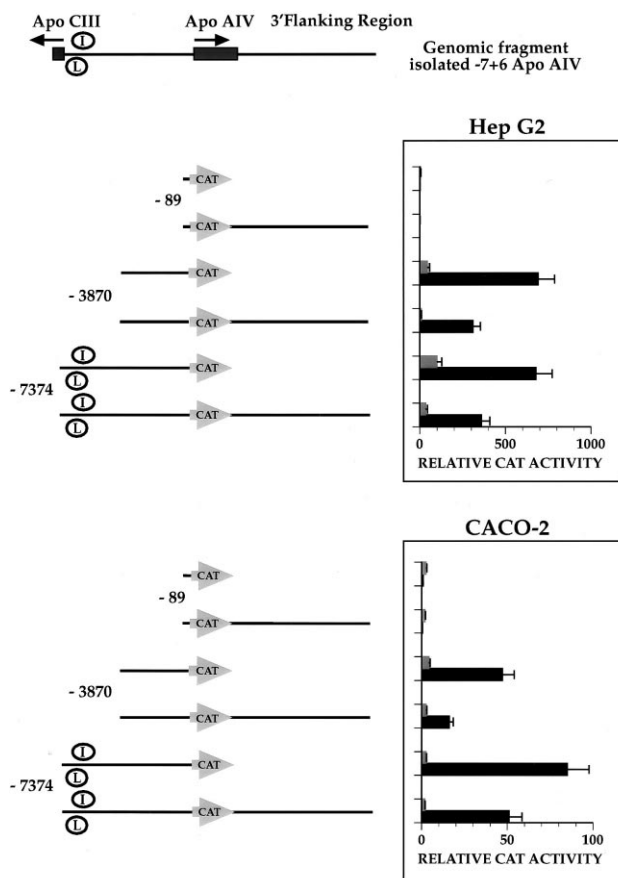 Apo CIII I Apo AIV 3'Flanking Region
L
Genomic fragment
isolated -7+6 Apo AIV
Hep G2
CAT
- 89
CAT
CAT
- 3870
CAT
I
CAT
L
- 7374
I
CAT
L
0 500 1000
RELATIVE CAT ACTIVITY
CACO-2
CAT
- 89
CAT
CAT
- 3870
CAT
I
CAT
L
- 7374
I
CAT
L
0 50 100
RELATIVE CAT ACTIVITY